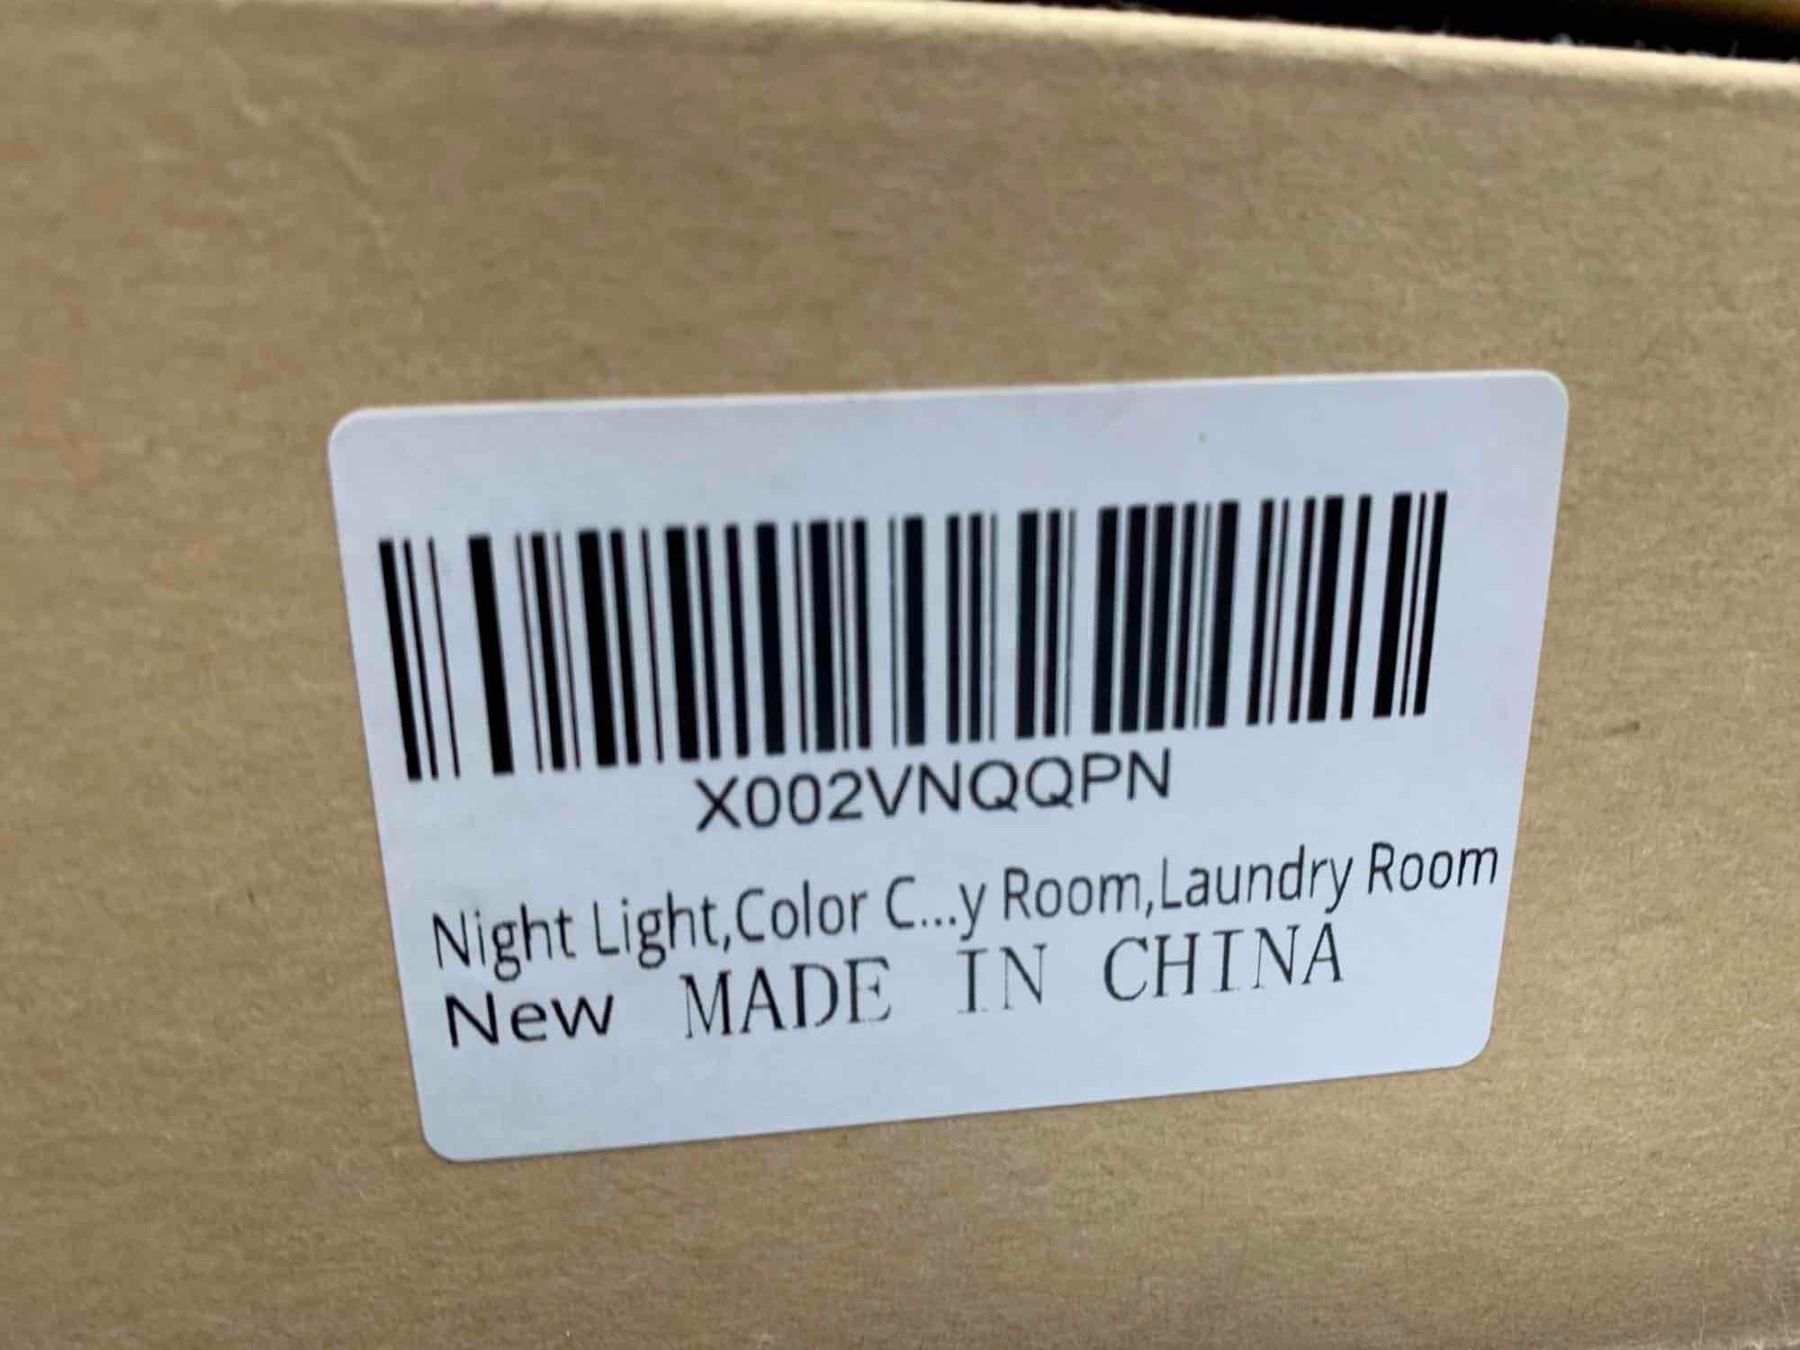 X002VNQQPN
Night Light,Color C...y Room,Laundry Room
New MADE IN CHINA